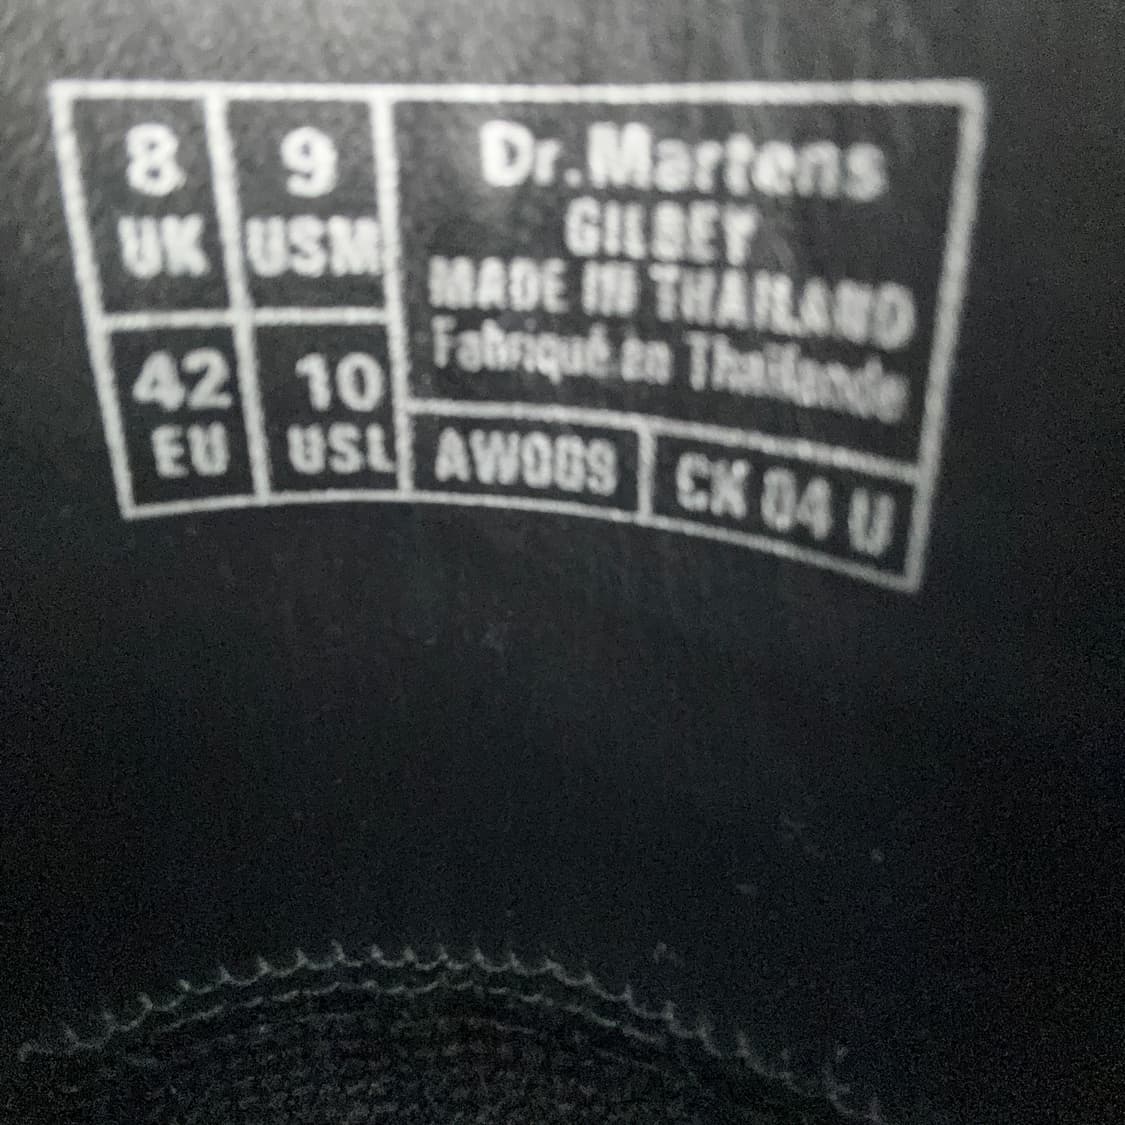 8
UK
9
USM
42
EU
10
USL
Dr.Martens
GILBEY
MADE IN THAILAND
Fabriqué en Thaïlande
CK 04 U